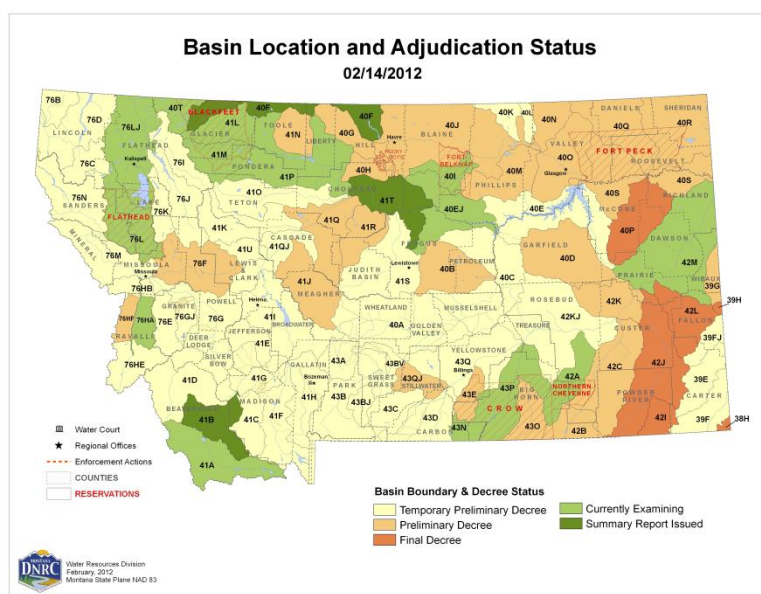 Basin Location and Adjudication Status
02/14/2012
76B
76D
LINCOLN
76C
76N
SANDERS
76LJ
FLATHEAD
Kalispell
LAKE
FLATHEAD
76L
76K
76I
76J
40T
BLACKFEET
GLACIER
41L
41M
PONDERA
41P
40F
TOOLE
41N
LIBERTY
40G
HILL
40F
Havre
ROCKY BOYS
40H
CHOUTEAU
41T
41O
TETON
41K
40J
BLAINE
FORT BELKNAP
40I
40EJ
40K
40L
40N
PHILLIPS
40M
VALLEY
40O
Glasgow
DANIELS
40Q
SHERIDAN
40R
FORT PECK
ROOSEVELT
40S
40S
RICHLAND
McCONE
40P
DAWSON
42M
PRAIRIE
WIBAUX
39G
39H
40E
GARFIELD
40D
40C
MINERAL
76M
MISSOULA
Missoula
76F
LEWIS & CLARK
41U
41QJ
CASCADE
41Q
41R
41J
MEAGHER
JUDITH BASIN
FERGUS
Lewistown
41S
PETROLEUM
40B
76HB
GRANITE
POWELL
76HF
76HA
RAVALLI
76E
76GJ
76G
DEER LODGE
SILVER BOW
76HE
Helena
41I
BROADWATER
JEFFERSON
41E
WHEATLAND
40A
GOLDEN VALLEY
MUSSELSHELL
ROSEBUD
TREASURE
42KJ
42K
CUSTER
42L
FALLON
39FJ
41D
BEAVERHEAD
41B
41A
41G
MADISON
41C
41F
GALLATIN
Bozeman
41H
43A
PARK
43B
43BV
SWEET GRASS
43BJ
43QJ
STILLWATER
43C
43D
CARBON
YELLOWSTONE
43Q
Billings
43E
43P
BIG HORN
CROW
43N
43O
42A
NORTHERN CHEYENNE
42B
42C
POWDER RIVER
42J
42I
39E
CARTER
39F
38H
Water Court
Regional Offices
Enforcement Actions
COUNTIES
RESERVATIONS
Basin Boundary & Decree Status
Temporary Preliminary Decree
Preliminary Decree
Final Decree
Currently Examining
Summary Report Issued
MONTANA
DNRC
Water Resources Division
February, 2012
Montana State Plane NAD 83